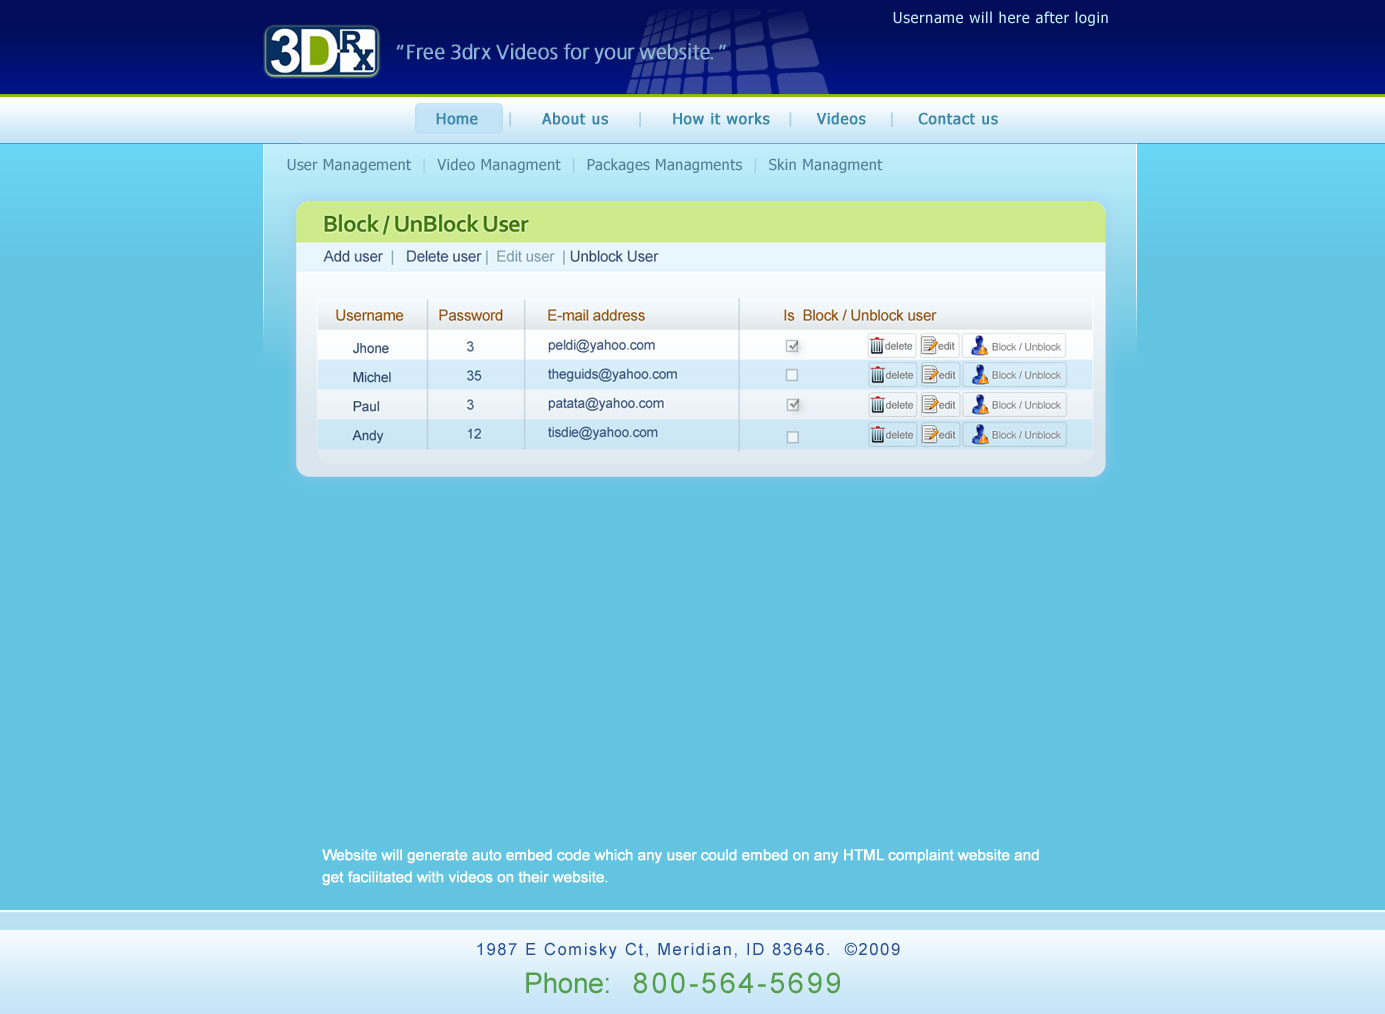 Username will here after login
3DRX
“Free 3drx Videos for your website.”
Home | About us | How it works | Videos | Contact us
User Management | Video Managment | Packages Managments | Skin Managment
Block / UnBlock User
Add user | Delete user | Edit user | Unblock User
Username Password E-mail address Is Block / Unblock user
Jhone 3 peldi@yahoo.com delete edit Block / Unblock
Michel 35 theguids@yahoo.com delete edit Block / Unblock
Paul 3 patata@yahoo.com delete edit Block / Unblock
Andy 12 tisdie@yahoo.com delete edit Block / Unblock
Website will generate auto embed code which any user could embed on any HTML complaint website and
get facilitated with videos on their website.
1987 E Comisky Ct, Meridian, ID 83646. ©2009
Phone: 800-564-5699